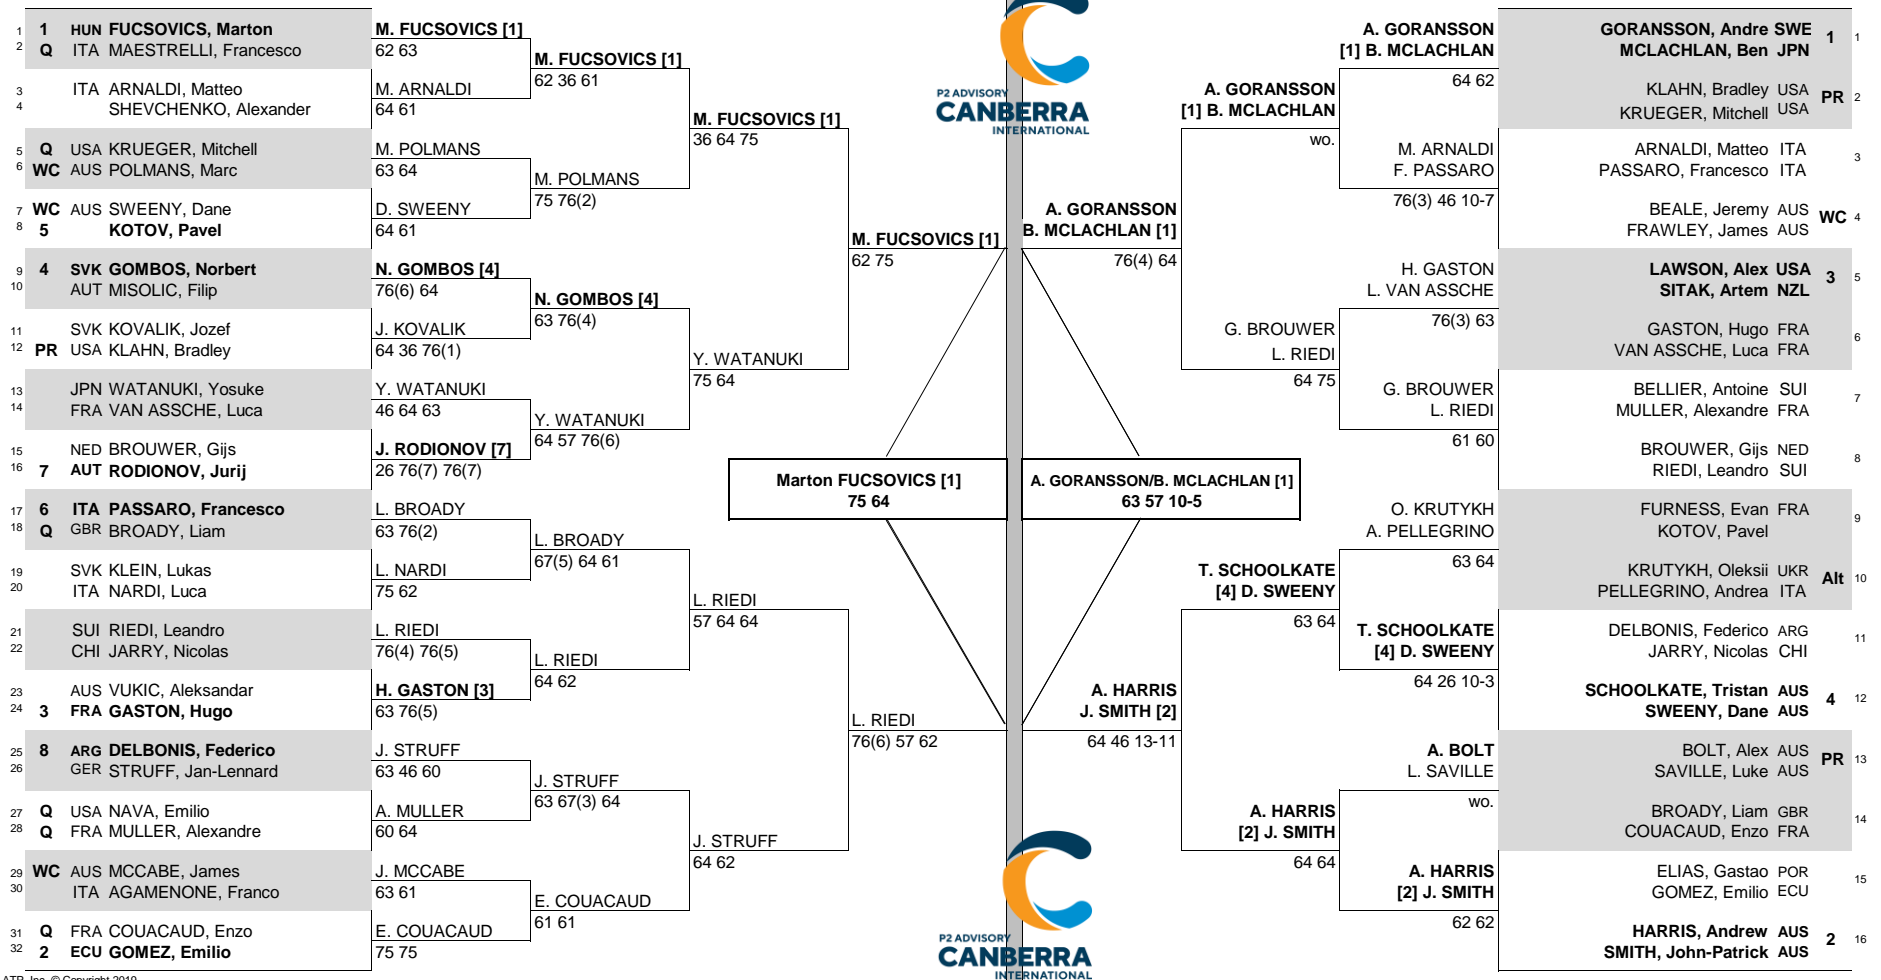 1 1 HUN FUCSOVICS, Marton
2 Q ITA MAESTRELLI, Francesco
3 ITA ARNALDI, Matteo
4 SHEVCHENKO, Alexander
5 Q USA KRUEGER, Mitchell
6 WC AUS POLMANS, Marc
7 WC AUS SWEENY, Dane
8 5 KOTOV, Pavel
9 4 SVK GOMBOS, Norbert
10 AUT MISOLIC, Filip
11 SVK KOVALIK, Jozef
12 PR USA KLAHN, Bradley
13 JPN WATANUKI, Yosuke
14 FRA VAN ASSCHE, Luca
15 NED BROUWER, Gijs
16 7 AUT RODIONOV, Jurij
17 6 ITA PASSARO, Francesco
18 Q GBR BROADY, Liam
19 SVK KLEIN, Lukas
20 ITA NARDI, Luca
21 SUI RIEDI, Leandro
22 CHI JARRY, Nicolas
23 AUS VUKIC, Aleksandar
24 3 FRA GASTON, Hugo
25 8 ARG DELBONIS, Federico
26 GER STRUFF, Jan-Lennard
27 Q USA NAVA, Emilio
28 Q FRA MULLER, Alexandre
29 WC AUS MCCABE, James
30 ITA AGAMENONE, Franco
31 Q FRA COUACAUD, Enzo
32 2 ECU GOMEZ, Emilio
ATP, Inc. © Copyright 2019
M. FUCSOVICS [1]
62 63
M. ARNALDI
64 61
M. POLMANS
63 64
D. SWEENY
64 61
N. GOMBOS [4]
76(6) 64
J. KOVALIK
64 36 76(1)
Y. WATANUKI
46 64 63
J. RODIONOV [7]
26 76(7) 76(7)
L. BROADY
63 76(2)
L. NARDI
75 62
L. RIEDI
76(4) 76(5)
H. GASTON [3]
63 76(5)
J. STRUFF
63 46 60
A. MULLER
60 64
J. MCCABE
63 61
E. COUACAUD
75 75
M. FUCSOVICS [1]
62 36 61
M. POLMANS
75 76(2)
N. GOMBOS [4]
63 76(4)
Y. WATANUKI
64 57 76(6)
L. BROADY
67(5) 64 61
L. RIEDI
64 62
J. STRUFF
63 67(3) 64
E. COUACAUD
61 61
M. FUCSOVICS [1]
36 64 75
Y. WATANUKI
75 64
L. RIEDI
57 64 64
J. STRUFF
64 62
M. FUCSOVICS [1]
62 75
L. RIEDI
76(6) 57 62
Marton FUCSOVICS [1]
75 64
P2 ADVISORY
CANBERRA
INTERNATIONAL
A. GORANSSON/B. MCLACHLAN [1]
63 57 10-5
P2 ADVISORY
CANBERRA
INTERNATIONAL
A. GORANSSON
B. MCLACHLAN [1]
76(4) 64
A. HARRIS
J. SMITH [2]
64 46 13-11
A. GORANSSON
[1] B. MCLACHLAN
wo.
G. BROUWER
L. RIEDI
64 75
T. SCHOOLKATE
[4] D. SWEENY
63 64
A. HARRIS
[2] J. SMITH
64 64
A. GORANSSON
[1] B. MCLACHLAN
64 62
M. ARNALDI
F. PASSARO
76(3) 46 10-7
H. GASTON
L. VAN ASSCHE
76(3) 63
G. BROUWER
L. RIEDI
61 60
O. KRUTYKH
A. PELLEGRINO
63 64
T. SCHOOLKATE
[4] D. SWEENY
64 26 10-3
A. BOLT
L. SAVILLE
wo.
A. HARRIS
[2] J. SMITH
62 62
GORANSSON, Andre SWE 1 1
MCLACHLAN, Ben JPN
KLAHN, Bradley USA PR 2
KRUEGER, Mitchell USA
ARNALDI, Matteo ITA 3
PASSARO, Francesco ITA
BEALE, Jeremy AUS WC 4
FRAWLEY, James AUS
LAWSON, Alex USA 3 5
SITAK, Artem NZL
GASTON, Hugo FRA 6
VAN ASSCHE, Luca FRA
BELLIER, Antoine SUI 7
MULLER, Alexandre FRA
BROUWER, Gijs NED 8
RIEDI, Leandro SUI
FURNESS, Evan FRA 9
KOTOV, Pavel
KRUTYKH, Oleksii UKR Alt 10
PELLEGRINO, Andrea ITA
DELBONIS, Federico ARG 11
JARRY, Nicolas CHI
SCHOOLKATE, Tristan AUS 4 12
SWEENY, Dane AUS
BOLT, Alex AUS PR 13
SAVILLE, Luke AUS
BROADY, Liam GBR 14
COUACAUD, Enzo FRA
ELIAS, Gastao POR 15
GOMEZ, Emilio ECU
HARRIS, Andrew AUS 2 16
SMITH, John-Patrick AUS